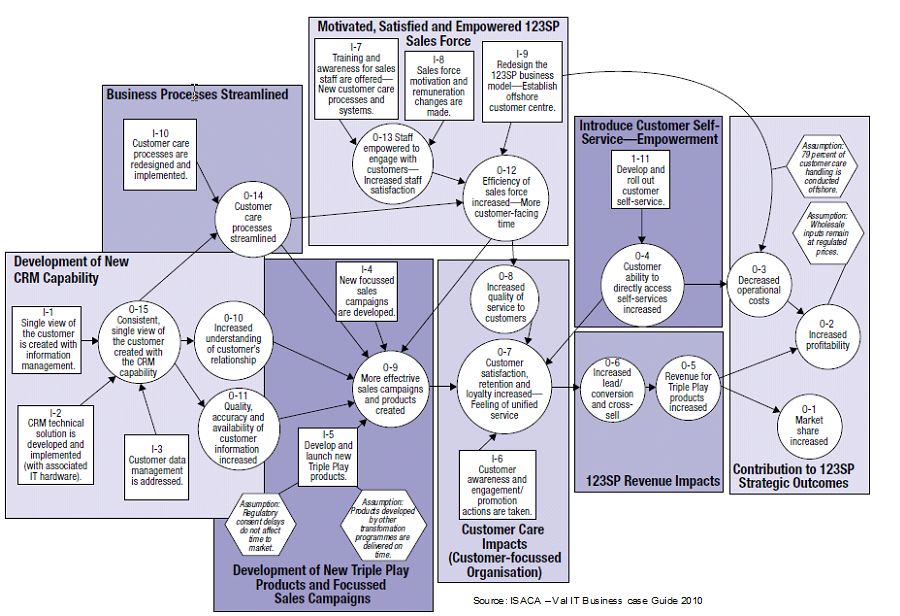 Motivated, Satisfied and Empowered 123SP
Sales Force
I-7
Training and
awareness for sales
staff are offered—
New customer care
processes and
systems.
I-8
Sales force
motivation and
remuneration
changes are
made.
I-9
Redesign the
123SP business
model—Establish
offshore
customer centre.
0-13 Staff
empowered to
engage with
customers—
Increased staff
satisfaction
0-12
Efficiency of
sales force
increased—More
customer-facing
time
Business Processes Streamlined
I-10
Customer care
processes are
redesigned and
implemented.
0-14
Customer
care
processes
streamlined
Introduce Customer Self-
Service—Empowerment
1-11
Develop and
roll out
customer
self-service.
0-4
Customer
ability to
directly access
self-services
increased
Assumption:
79 percent of
customer care
handling is
conducted
offshore.
Assumption:
Wholesale
inputs remain
at regulated
prices.
0-3
Decreased
operational
costs
0-2
Increased
profitability
0-1
Market
share
increased
Contribution to 123SP
Strategic Outcomes
Development of New
CRM Capability
I-1
Single view of
the customer
is created with
information
management.
0-15
Consistent,
single view of
the customer
created with
the CRM
capability
0-10
Increased
understanding
of customer's
relationship
0-11
Quality,
accuracy and
availability of
customer
information
increased
I-2
CRM technical
solution is
developed and
implemented
(with associated
IT hardware).
I-3
Customer data
management
is addressed.
I-4
New focussed
sales
campaigns
are developed.
0-9
More effective
sales campaigns
and products
created
I-5
Develop and
launch new
Triple Play
products.
Assumption:
Regulatory
consent delays
do not affect
time to
market.
Assumption:
Products developed
by other
transfomation
programmes are
delivered on
time.
Development of New Triple Play
Products and Focussed
Sales Campaigns
0-8
Increased
quality of
service to
customers
0-7
Customer
satisfaction,
retention and
loyalty increased—
Feeling of unified
service
I-6
Customer
awareness and
engagement/
promotion
actions are taken.
Customer Care
Impacts
(Customer-focussed
Organisation)
0-6
Increased
lead/
conversion
and cross-
sell
0-5
Revenue for
Triple Play
products
increased
123SP Revenue Impacts
Source: ISACA – Val IT Business case Guide 2010